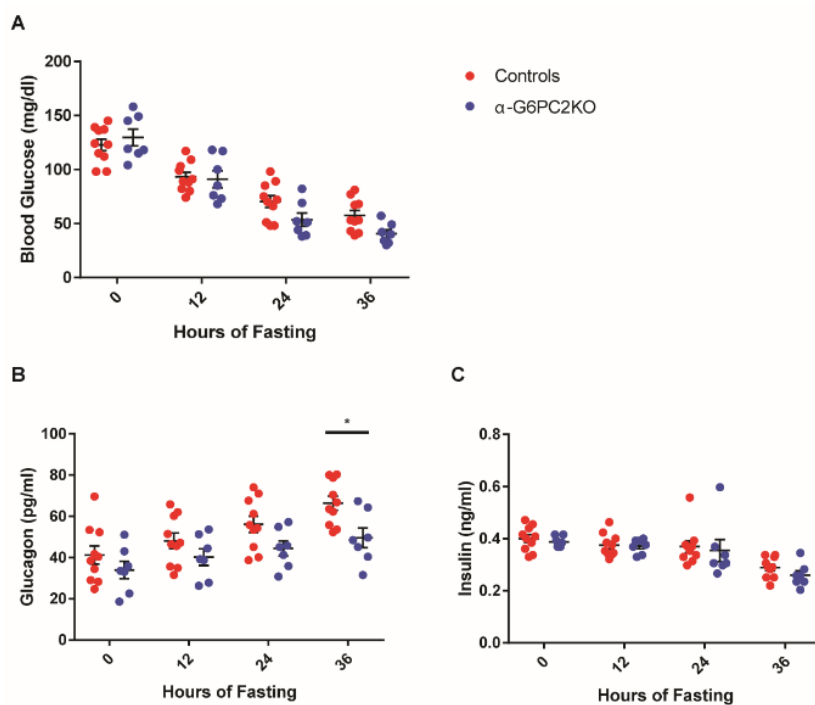 A
Blood Glucose (mg/dl)
200
150
100
50
0
0
12
24
36
Hours of Fasting
Controls
α-G6PC2KO
B
Glucagon (pg/ml)
100
80
60
40
20
0
*
0
12
24
36
Hours of Fasting
C
Insulin (ng/ml)
0.8
0.6
0.4
0.2
0.0
0
12
24
36
Hours of Fasting